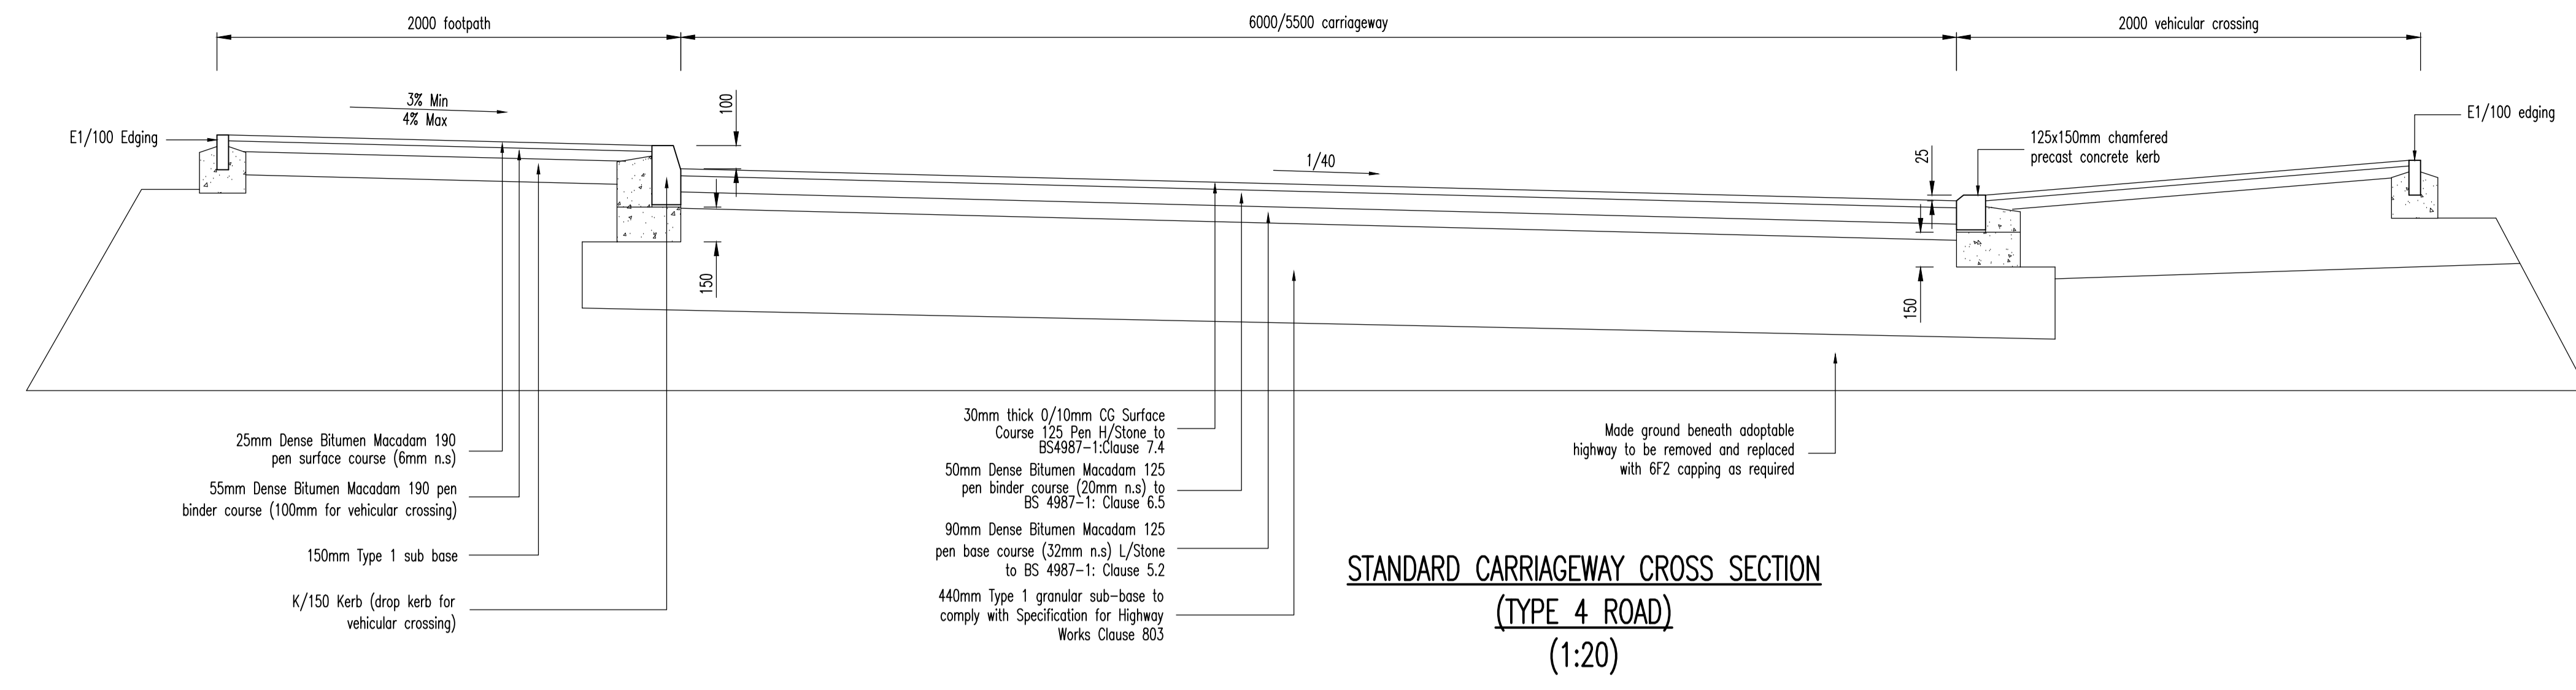 2000 footpath
6000/5500 carriageway
2000 vehicular crossing
3% Min
4% Max
100
E1/100 Edging
1/40
25
125x150mm chamfered
precast concrete kerb
E1/100 edging
150
150
25mm Dense Bitumen Macadam 190
pen surface course (6mm n.s)
55mm Dense Bitumen Macadam 190 pen
binder course (100mm for vehicular crossing)
150mm Type 1 sub base
K/150 Kerb (drop kerb for
vehicular crossing)
30mm thick 0/10mm CG Surface
Course 125 Pen H/Stone to
BS4987-1:Clause 7.4
50mm Dense Bitumen Macadam 125
pen binder course (20mm n.s) to
BS 4987-1: Clause 6.5
90mm Dense Bitumen Macadam 125
pen base course (32mm n.s) L/Stone
to BS 4987-1: Clause 5.2
440mm Type 1 granular sub-base to
comply with Specification for Highway
Works Clause 803
Made ground beneath adoptable
highway to be removed and replaced
with 6F2 capping as required
STANDARD CARRIAGEWAY CROSS SECTION
(TYPE 4 ROAD)
(1:20)